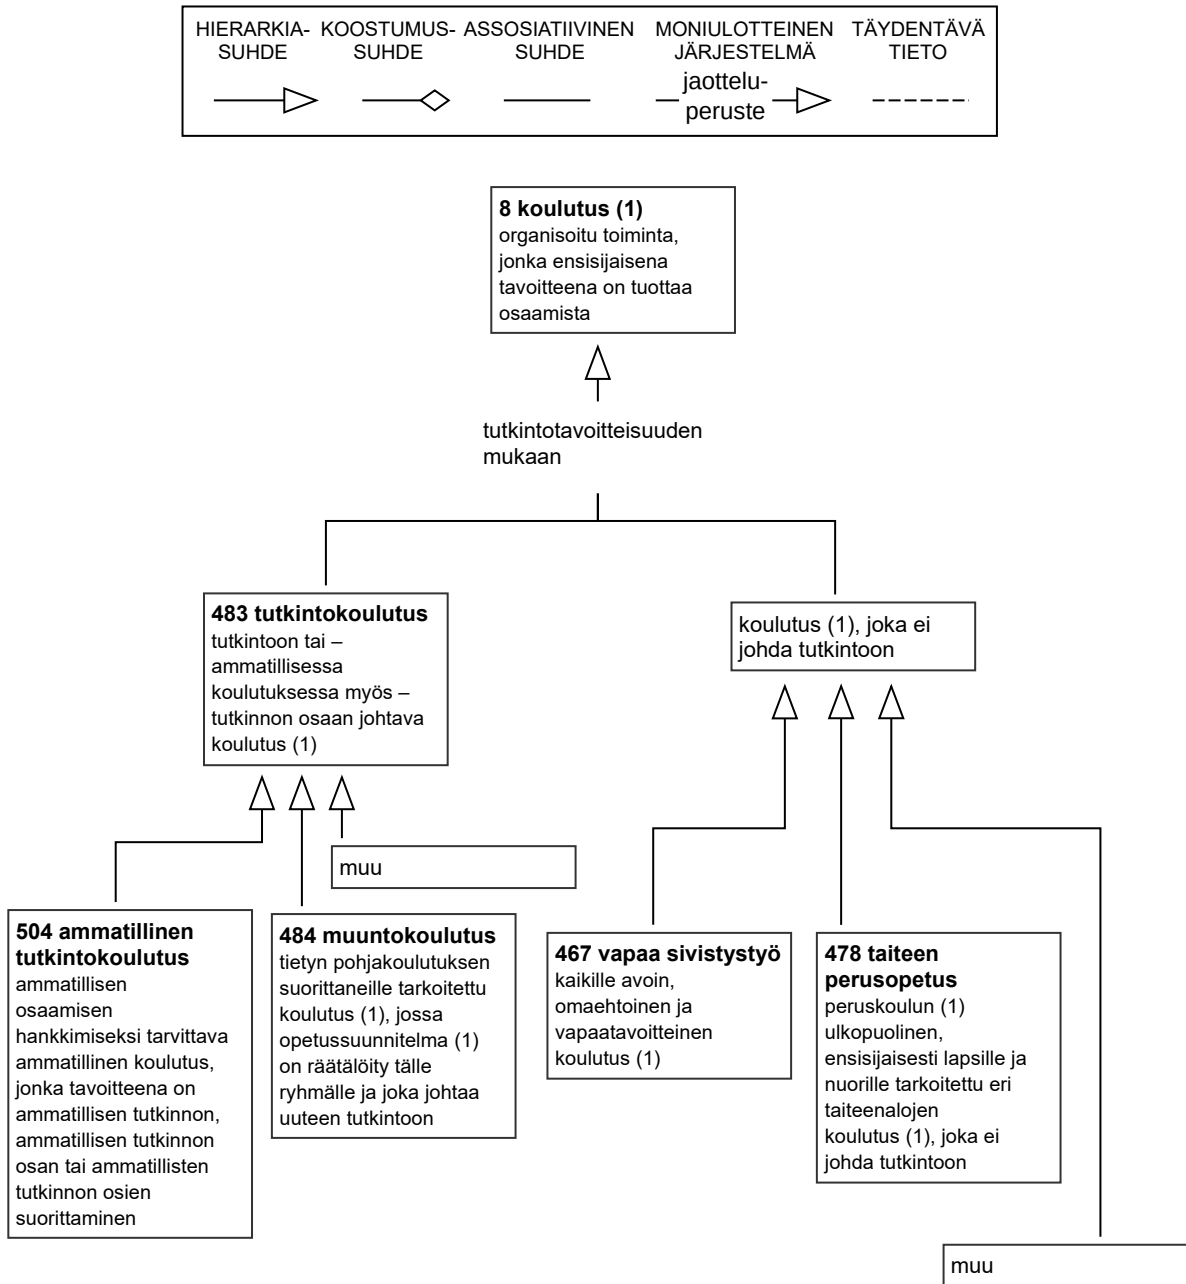 HIERARKIA-
SUHDE
KOOSTUMUS-
SUHDE
ASSOSIATIIVINEN
SUHDE
MONIULOTTEINEN
JÄRJESTELMÄ
jaottelu-
peruste
TÄYDENTÄVÄ
TIETO
8 koulutus (1)
organisoitu toiminta,
jonka ensisijaisena
tavoitteena on tuottaa
osaamista
tutkintotavoitteisuuden
mukaan
483 tutkintokoulutus
tutkintoon tai –
ammatillisessa
koulutuksessa myös –
tutkinnon osaan johtava
koulutus (1)
koulutus (1), joka ei
johda tutkintoon
muu
504 ammatillinen
tutkintokoulutus
ammatillisen
osaamisen
hankkimiseksi tarvittava
ammatillinen koulutus,
jonka tavoitteena on
ammatillisen tutkinnon,
ammatillisen tutkinnon
osan tai ammatillisten
tutkinnon osien
suorittaminen
484 muuntokoulutus
tietyn pohjakoulutuksen
suorittaneille tarkoitettu
koulutus (1), jossa
opetussuunnitelma (1)
on räätälöity tälle
ryhmälle ja joka johtaa
uuteen tutkintoon
467 vapaa sivistystyö
kaikille avoin,
omaehtoinen ja
vapaatavoitteinen
koulutus (1)
478 taiteen
perusopetus
peruskoulun (1)
ulkopuolinen,
ensisijaisesti lapsille ja
nuorille tarkoitettu eri
taiteenalojen
koulutus (1), joka ei
johda tutkintoon
muu